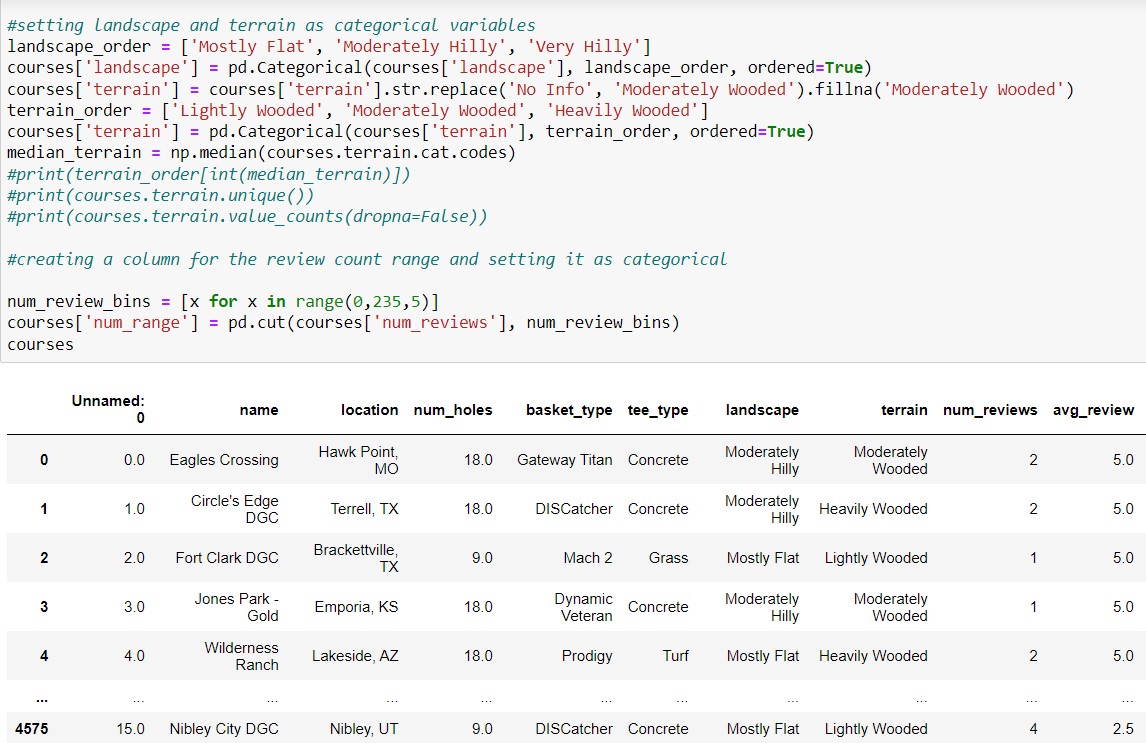 #setting landscape and terrain as categorical variables
landscape_order = ['Mostly Flat', 'Moderately Hilly', 'Very Hilly']
courses['landscape'] = pd.Categorical(courses['landscape'], landscape_order, ordered=True)
courses['terrain'] = courses['terrain'].str.replace('No Info', 'Moderately Wooded').fillna('Moderately Wooded')
terrain_order = ['Lightly Wooded', 'Moderately Wooded', 'Heavily Wooded']
courses['terrain'] = pd.Categorical(courses['terrain'], terrain_order, ordered=True)
median_terrain = np.median(courses.terrain.cat.codes)
#print(terrain_order[int(median_terrain)])
#print(courses.terrain.unique())
#print(courses.terrain.value_counts(dropna=False))
#creating a column for the review count range and setting it as categorical
num_review_bins = [x for x in range(0,235,5)]
courses['num_range'] = pd.cut(courses['num_reviews'], num_review_bins)
courses
Unnamed: 0 name location num_holes basket_type tee_type landscape terrain num_reviews avg_review
0 0.0 Eagles Crossing Hawk Point, MO 18.0 Gateway Titan Concrete Moderately Hilly Moderately Wooded 2 5.0
1 1.0 Circle's Edge DGC Terrell, TX 18.0 DISCatcher Concrete Moderately Hilly Heavily Wooded 2 5.0
2 2.0 Fort Clark DGC Brackettville, TX 9.0 Mach 2 Grass Mostly Flat Lightly Wooded 1 5.0
3 3.0 Jones Park - Gold Emporia, KS 18.0 Dynamic Veteran Concrete Moderately Hilly Moderately Wooded 1 5.0
4 4.0 Wilderness Ranch Lakeside, AZ 18.0 Prodigy Turf Mostly Flat Heavily Wooded 2 5.0
... ... ... ... ... ... ... ... ... ... ...
4575 15.0 Nibley City DGC Nibley, UT 9.0 DISCatcher Concrete Mostly Flat Lightly Wooded 4 2.5